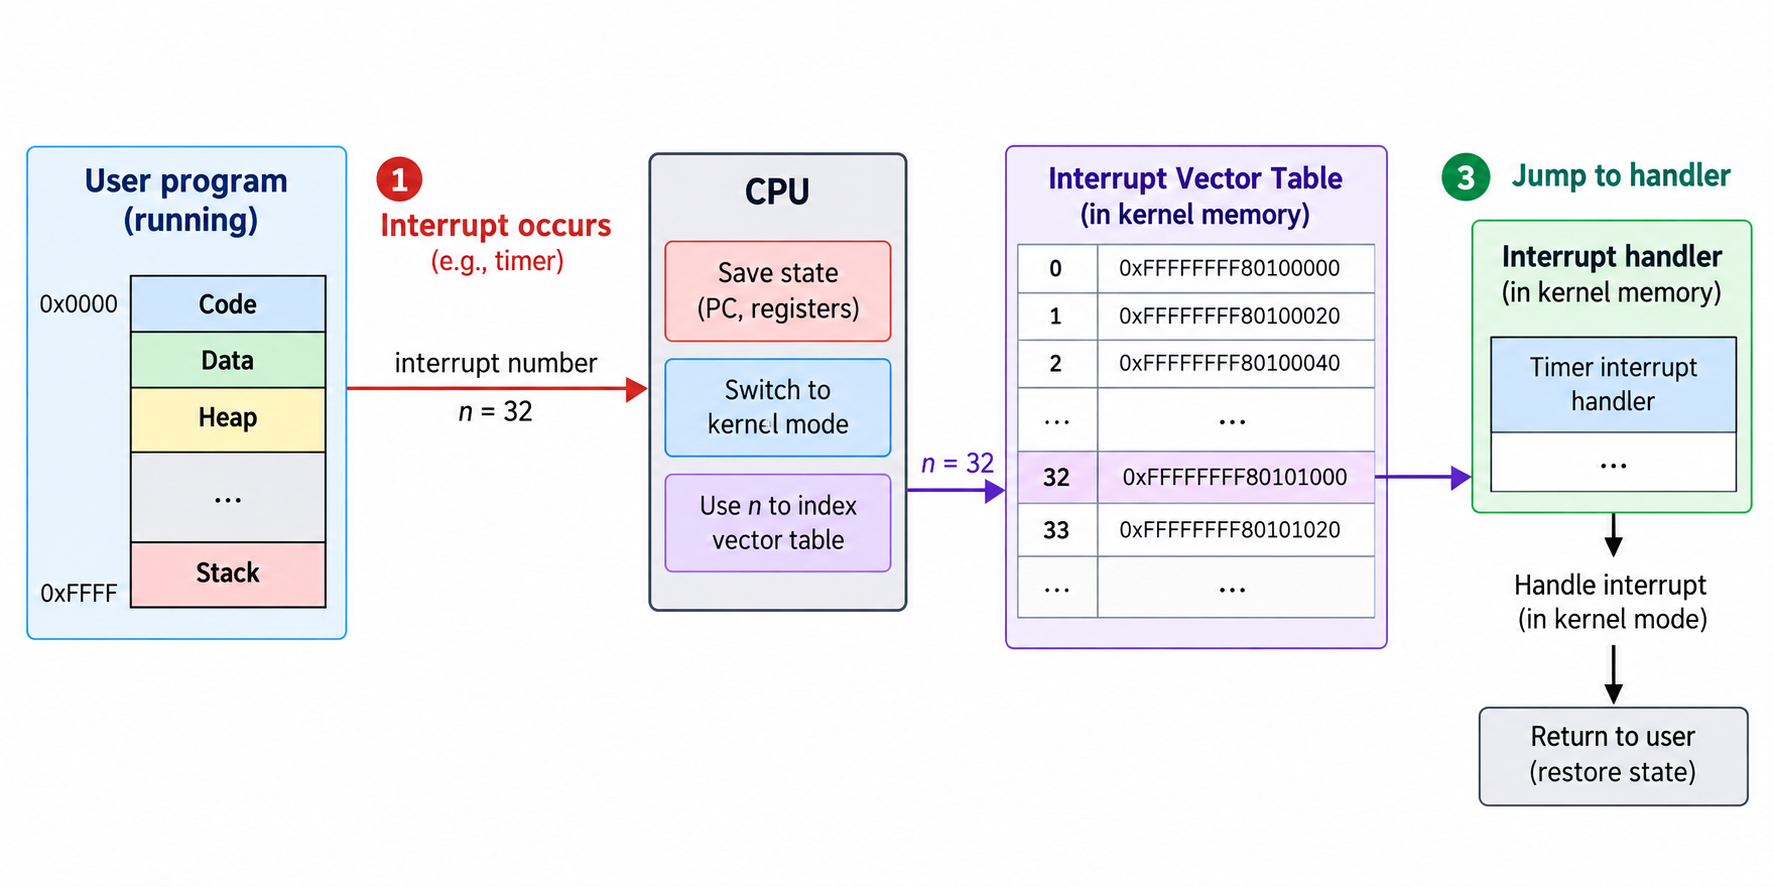 User program
(running)
0x0000
Code
Data
Heap
...
Stack
0xFFFF
1
Interrupt occurs
(e.g., timer)
interrupt number
n = 32
CPU
Save state
(PC, registers)
Switch to
kernel mode
Use n to index
vector table
n = 32
Interrupt Vector Table
(in kernel memory)
0 0xFFFFFFFF80100000
1 0xFFFFFFFF80100020
2 0xFFFFFFFF80100040
... ...
32 0xFFFFFFFF80101000
33 0xFFFFFFFF80101020
... ...
3 Jump to handler
Interrupt handler
(in kernel memory)
Timer interrupt
handler
...
Handle interrupt
(in kernel mode)
Return to user
(restore state)